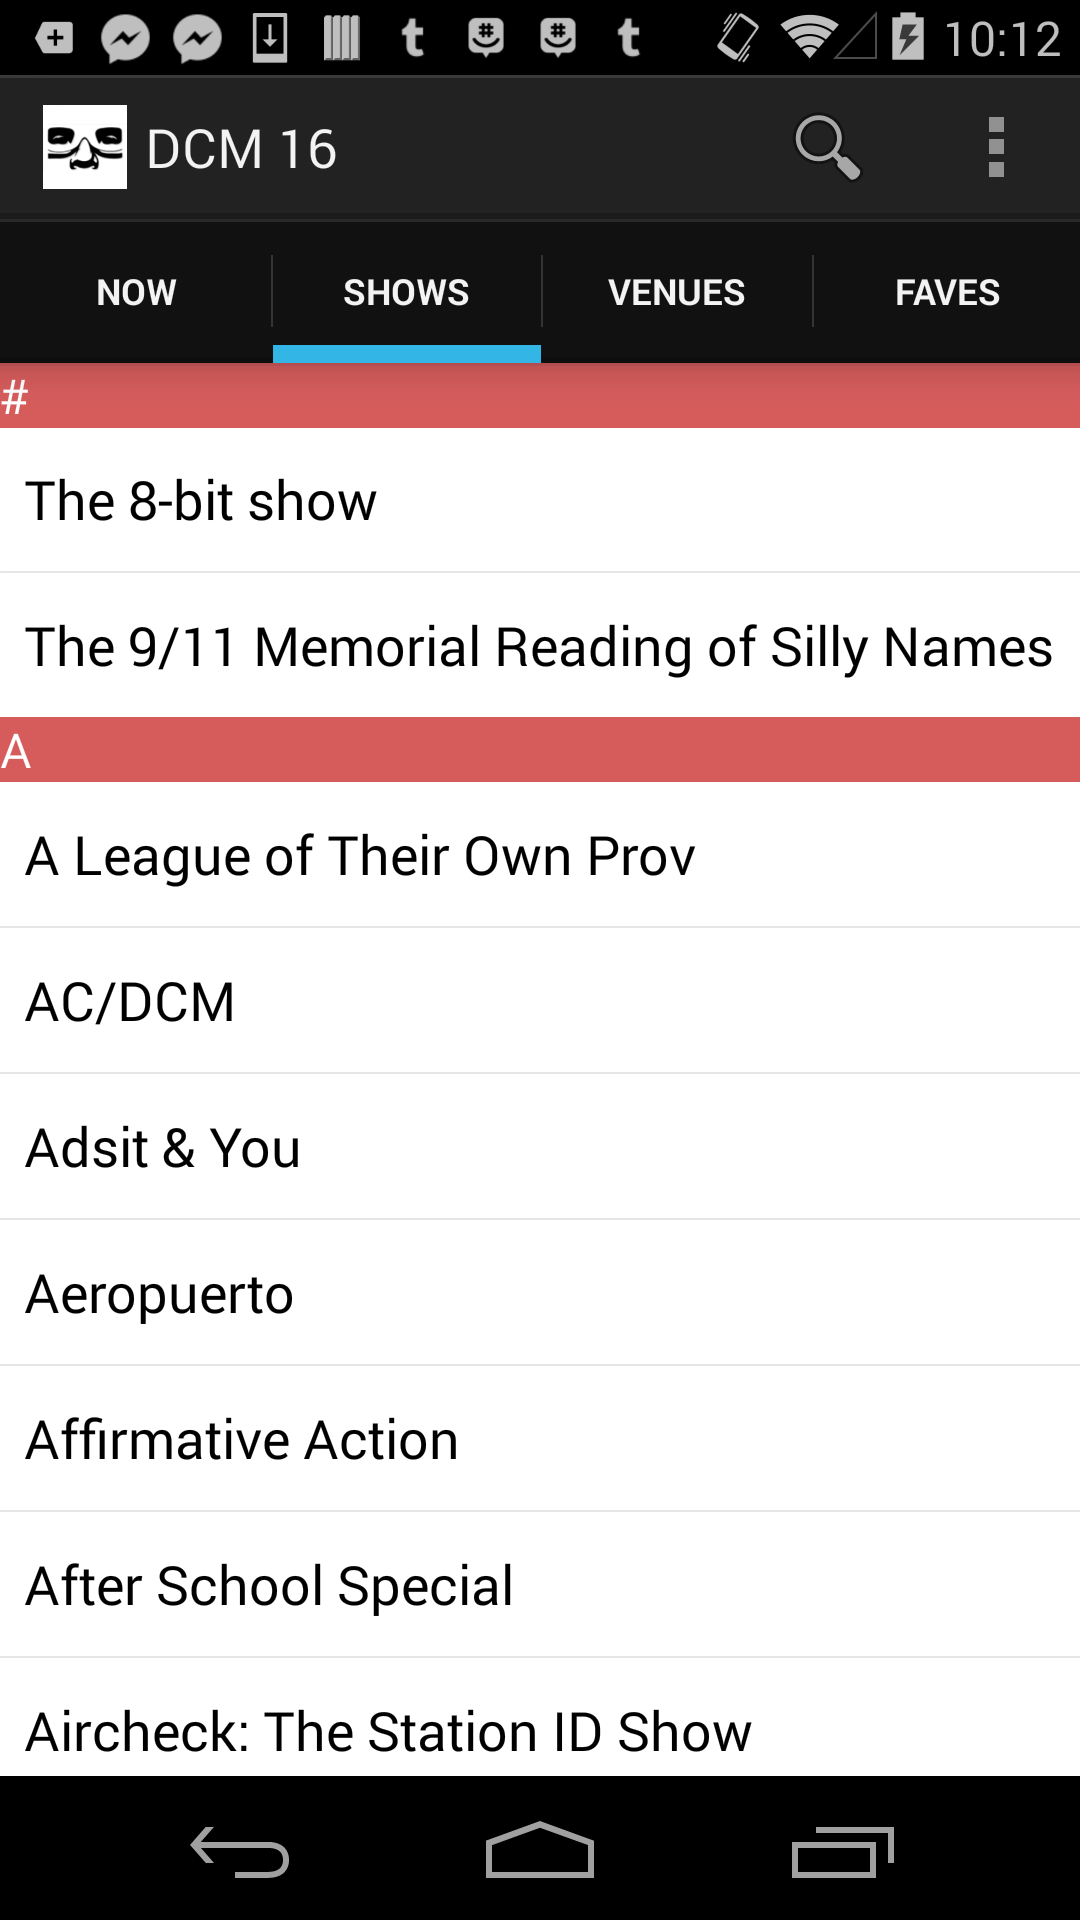 10:12
DCM 16
NOW
SHOWS
VENUES
FAVES
#
The 8-bit show
The 9/11 Memorial Reading of Silly Names
A
A League of Their Own Prov
AC/DCM
Adsit & You
Aeropuerto
Affirmative Action
After School Special
Aircheck: The Station ID Show